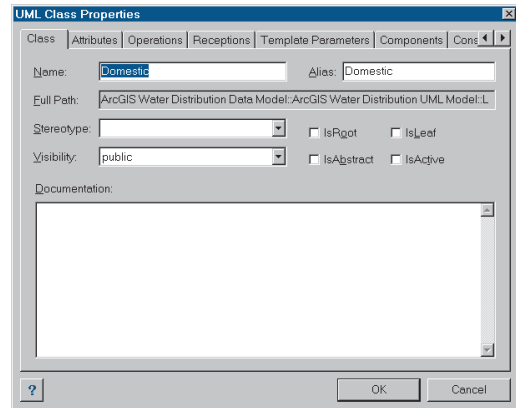 UML Class Properties
Class Attributes Operations Receptions Template Parameters Components
Name: Domestic Alias: Domestic
Full Path: ArcGIS Water Distribution Data Model::ArcGIS Water Distribution UML Model::L
Stereotype: IsRoot IsLeaf
Visibility: public IsAbstract IsActive
Documentation:
? OK Cancel